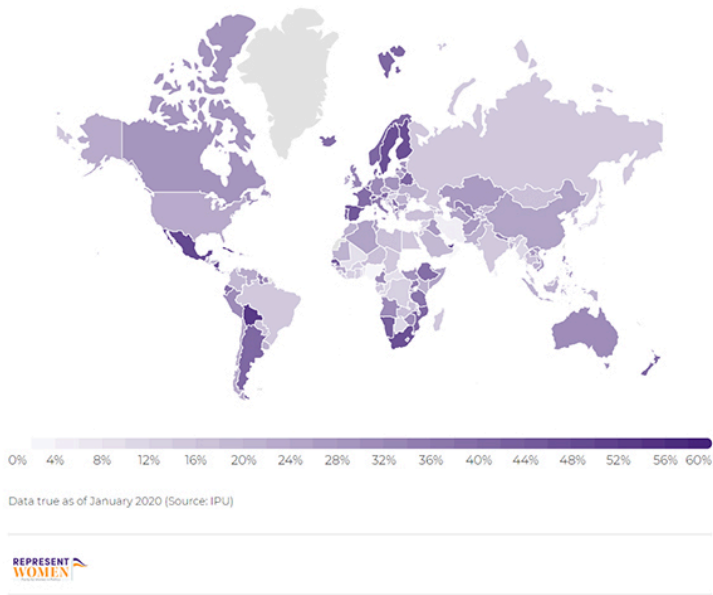 0% 4% 8% 12% 16% 20% 24% 28% 32% 36% 40% 44% 48% 52% 56% 60%
Data true as of January 2020 (Source: IPU)
REPRESENT
WOMEN